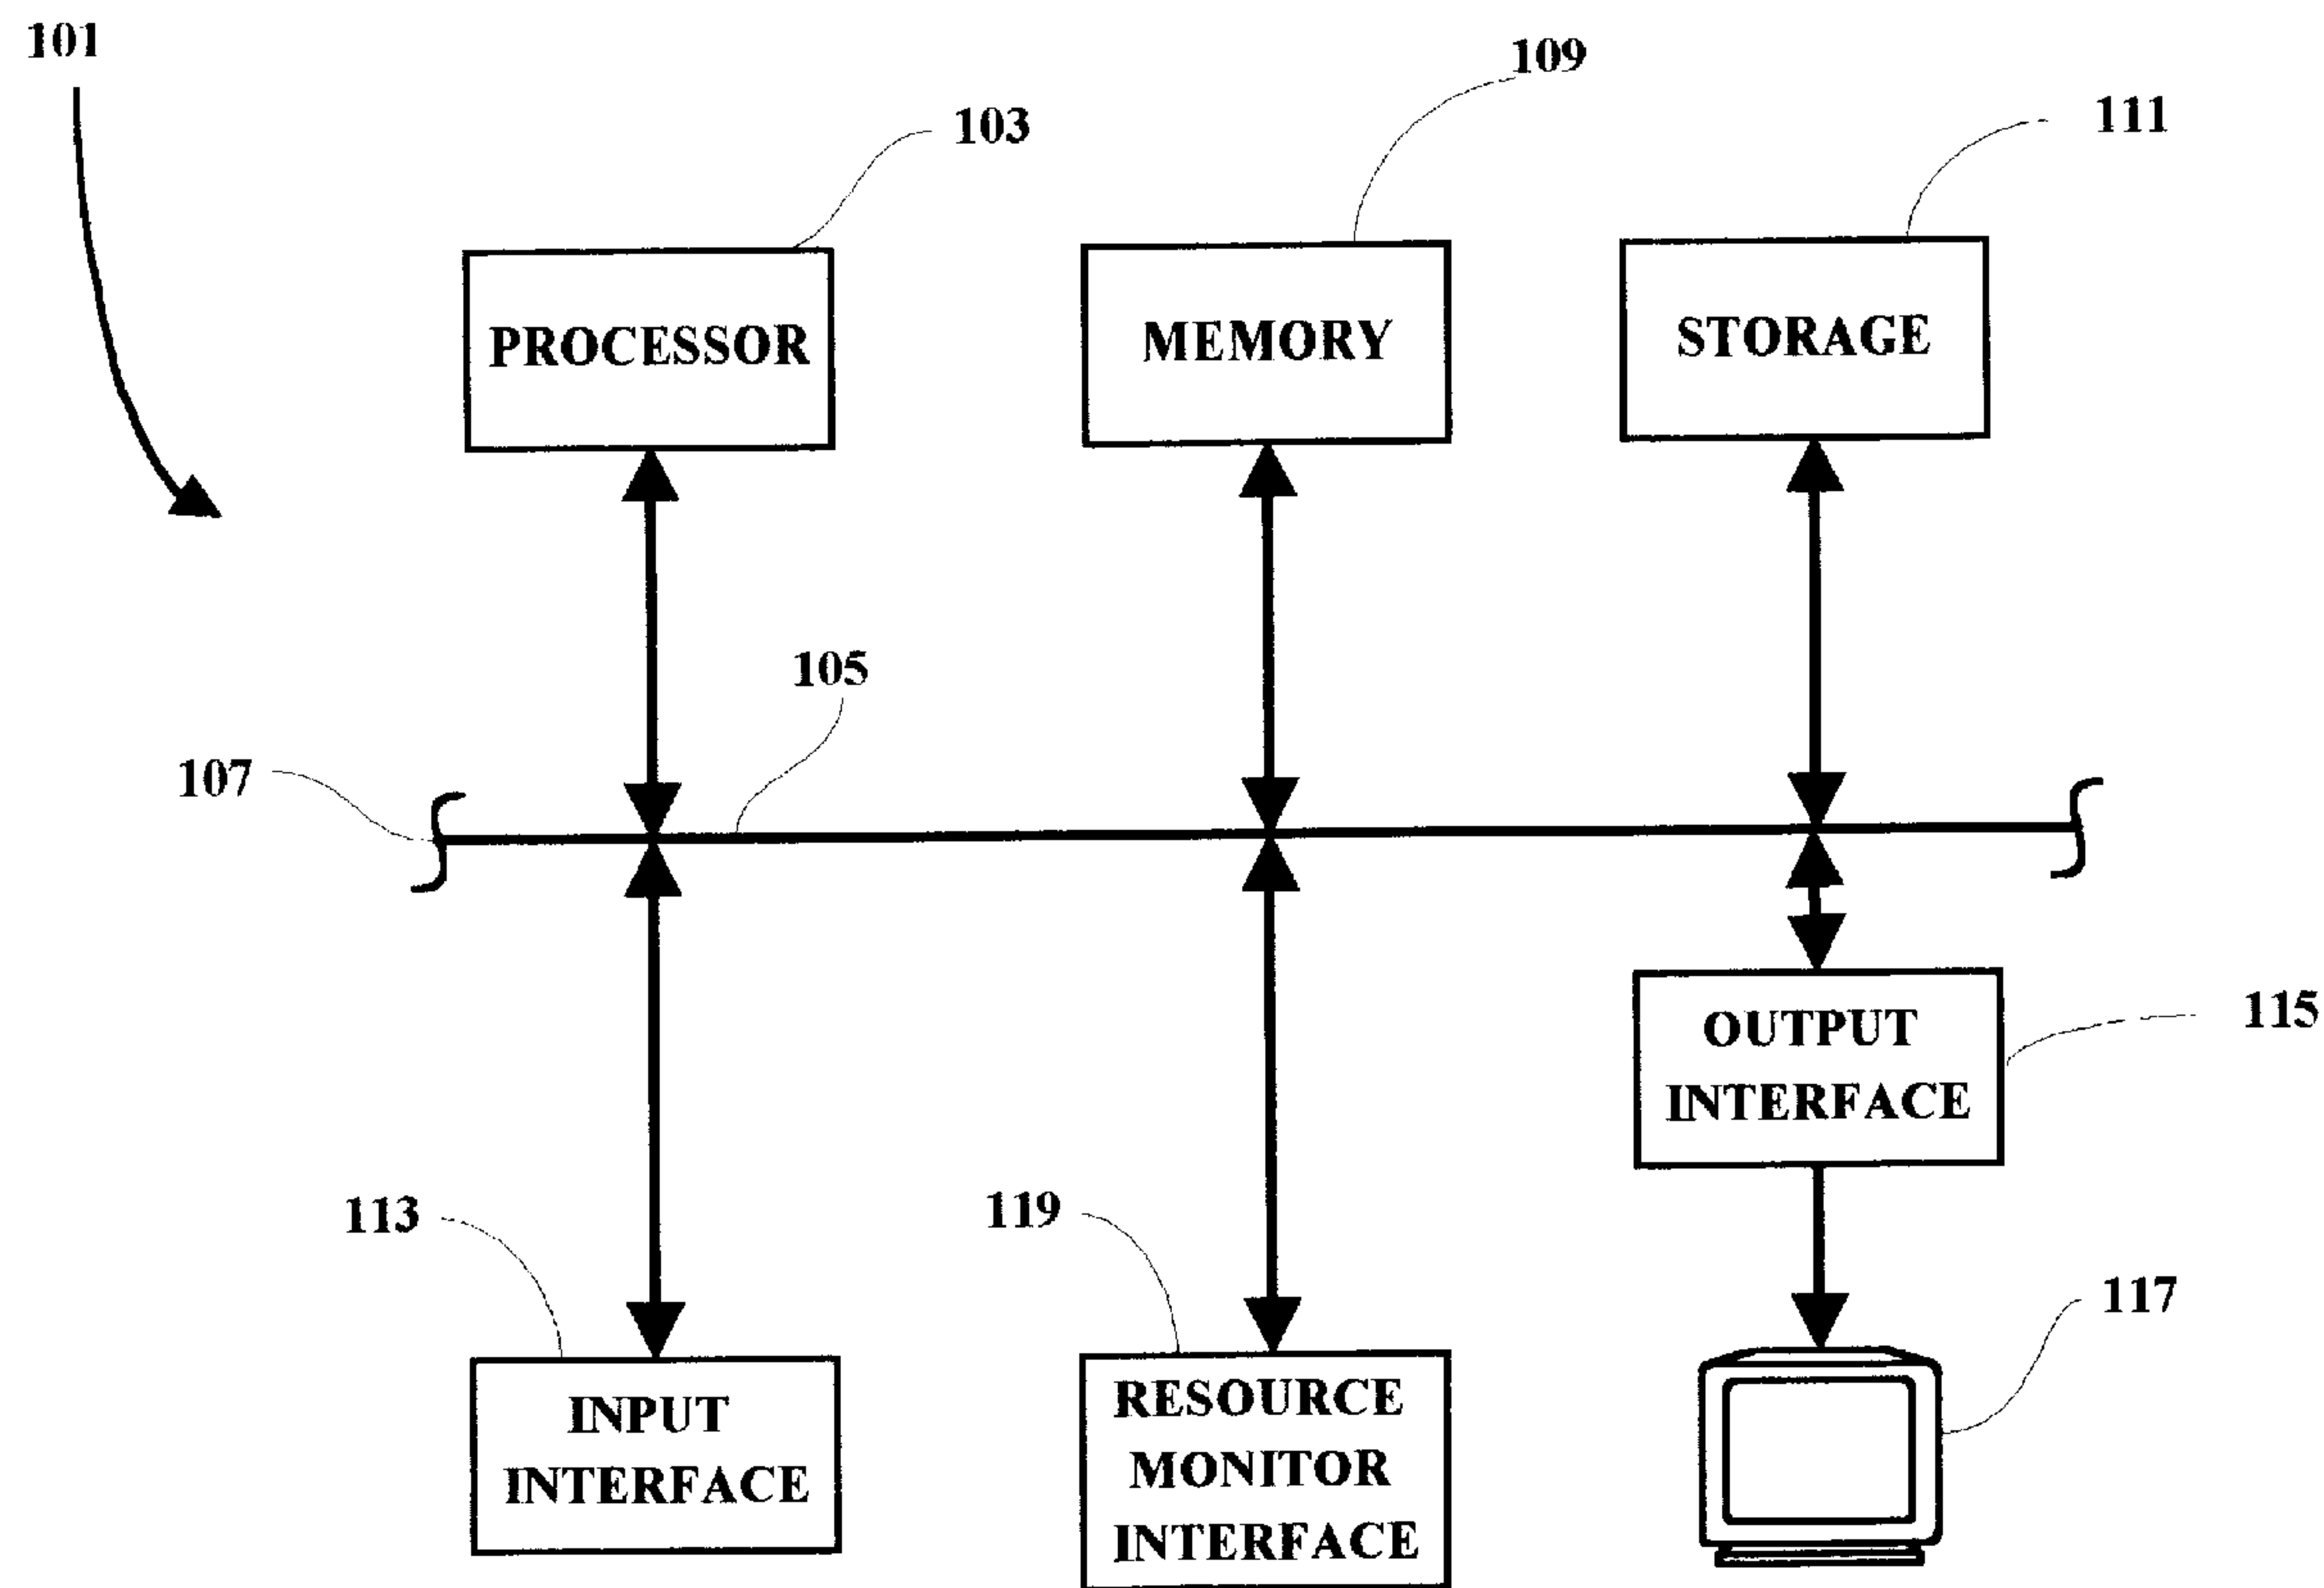 101
109
103
111
PROCESSOR
MEMORY
STORAGE
105
107
OUTPUT
INTERFACE
115
113
119
117
INPUT
INTERFACE
RESOURCE
MONITOR
INTERFACE